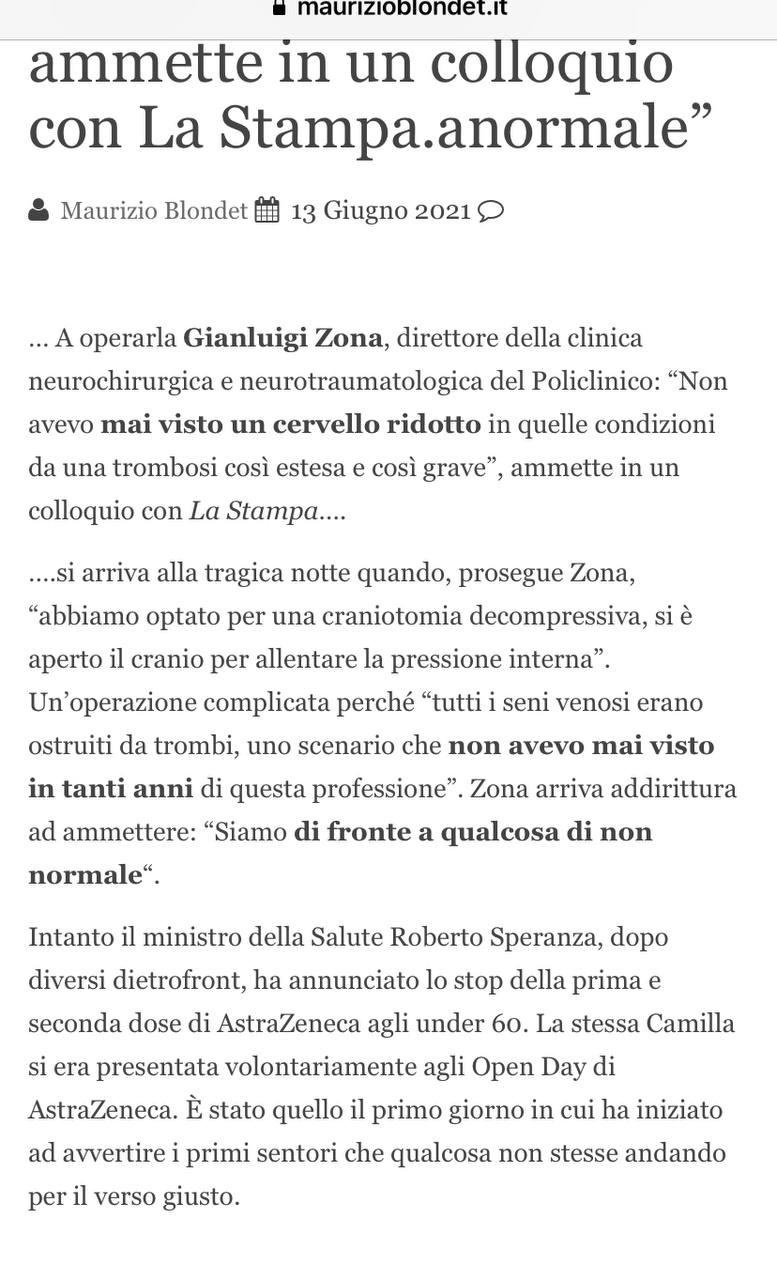 maurizioblondet.it
ammette in un colloquio
con La Stampa.anormale”
Maurizio Blondet 13 Giugno 2021
... A operarla Gianluigi Zona, direttore della clinica
neurochirurgica e neurotraumatologica del Policlinico: “Non
avevo mai visto un cervello ridotto in quelle condizioni
da una trombosi così estesa e così grave”, ammette in un
colloquio con La Stampa....
....si arriva alla tragica notte quando, prosegue Zona,
“abbiamo optato per una craniotomia decompressiva, si è
aperto il cranio per allentare la pressione interna”.
Un’operazione complicata perché “tutti i seni venosi erano
ostruiti da trombi, uno scenario che non avevo mai visto
in tanti anni di questa professione”. Zona arriva addirittura
ad ammettere: “Siamo di fronte a qualcosa di non
normale“.
Intanto il ministro della Salute Roberto Speranza, dopo
diversi dietrofront, ha annunciato lo stop della prima e
seconda dose di AstraZeneca agli under 60. La stessa Camilla
si era presentata volontariamente agli Open Day di
AstraZeneca. È stato quello il primo giorno in cui ha iniziato
ad avvertire i primi sentori che qualcosa non stesse andando
per il verso giusto.